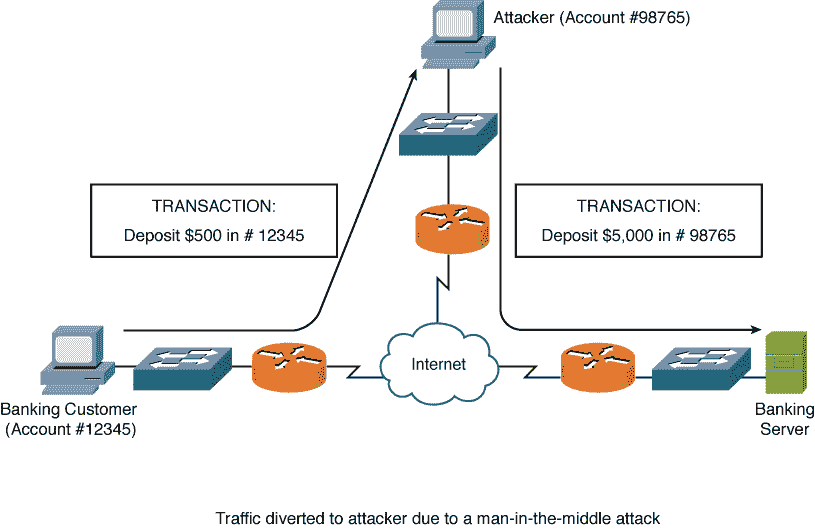 Attacker (Account #98765)
TRANSACTION:
Deposit $500 in # 12345
TRANSACTION:
Deposit $5,000 in # 98765
Internet
Banking Customer
(Account #12345)
Banking
Server
Traffic diverted to attacker due to a man-in-the-middle attack